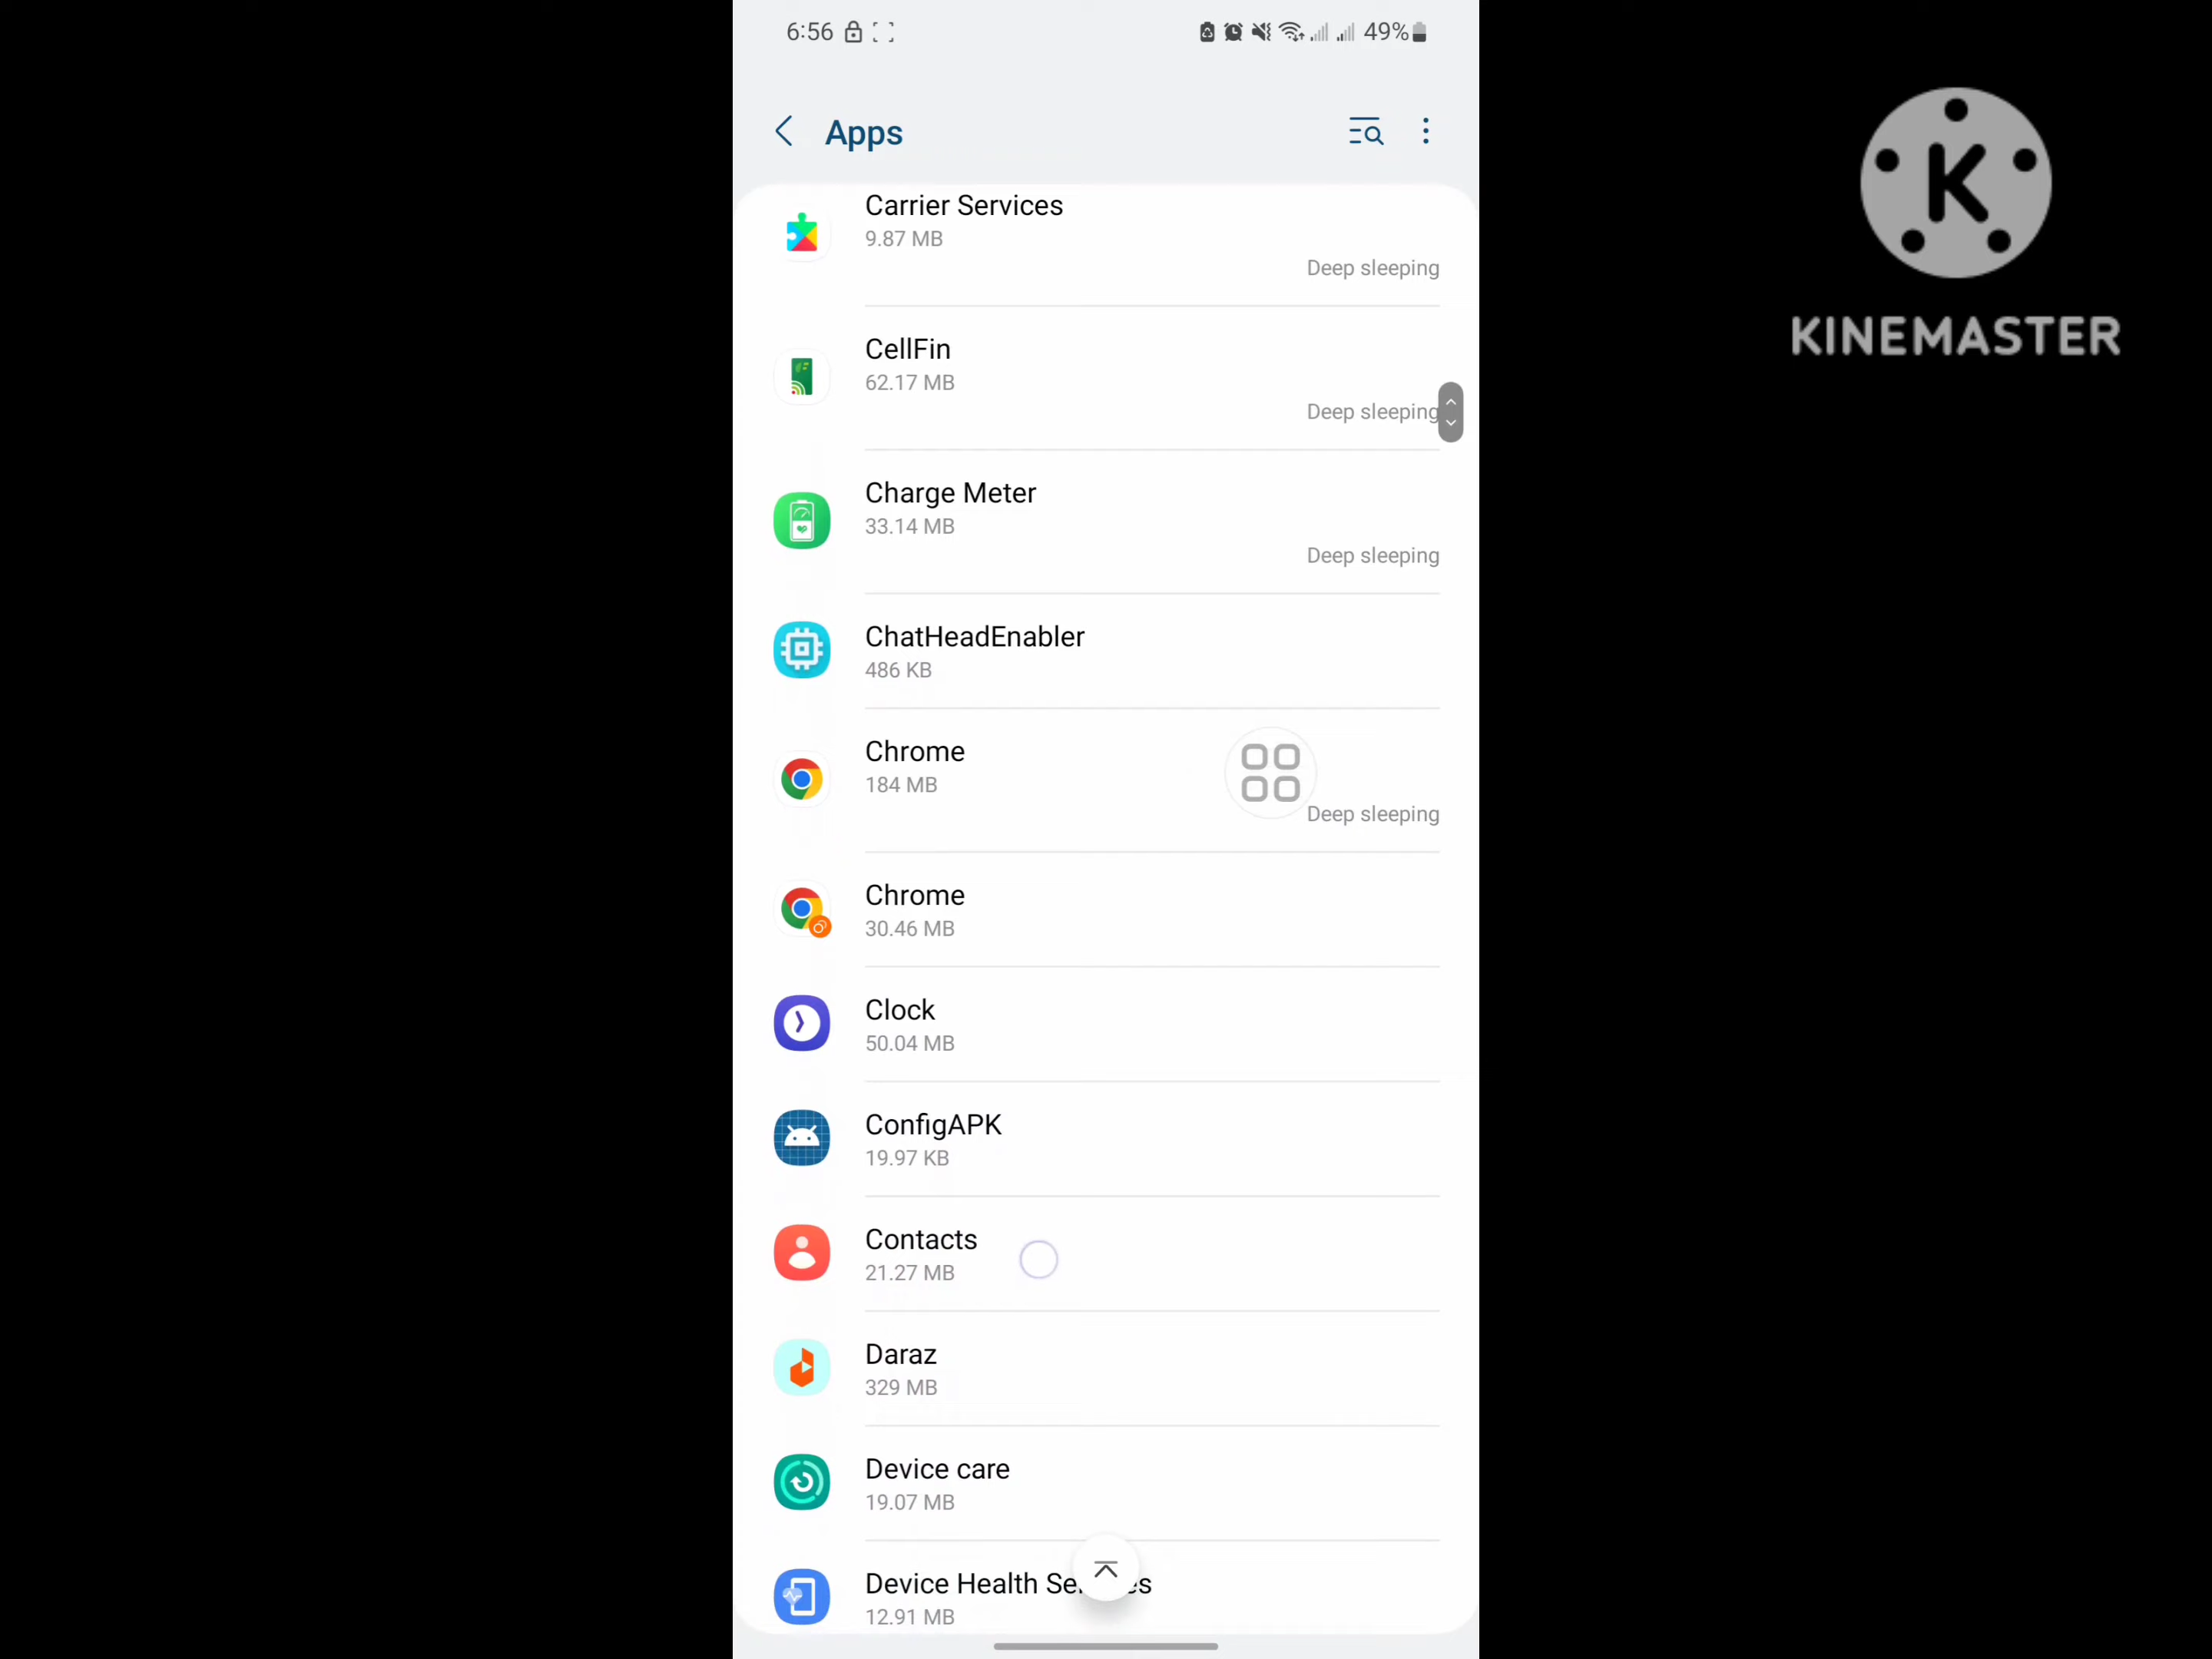 6:56
49%
Apps
Carrier Services
9.87 MB
Deep sleeping
CellFin
62.17 MB
Deep sleeping
Charge Meter
33.14 MB
Deep sleeping
ChatHeadEnabler
486 KB
Chrome
184 MB
Deep sleeping
Chrome
30.46 MB
Clock
50.04 MB
ConfigAPK
19.97 KB
Contacts
21.27 MB
Daraz
329 MB
Device care
19.07 MB
Device Health
12.91 MB
K
KINEMASTER